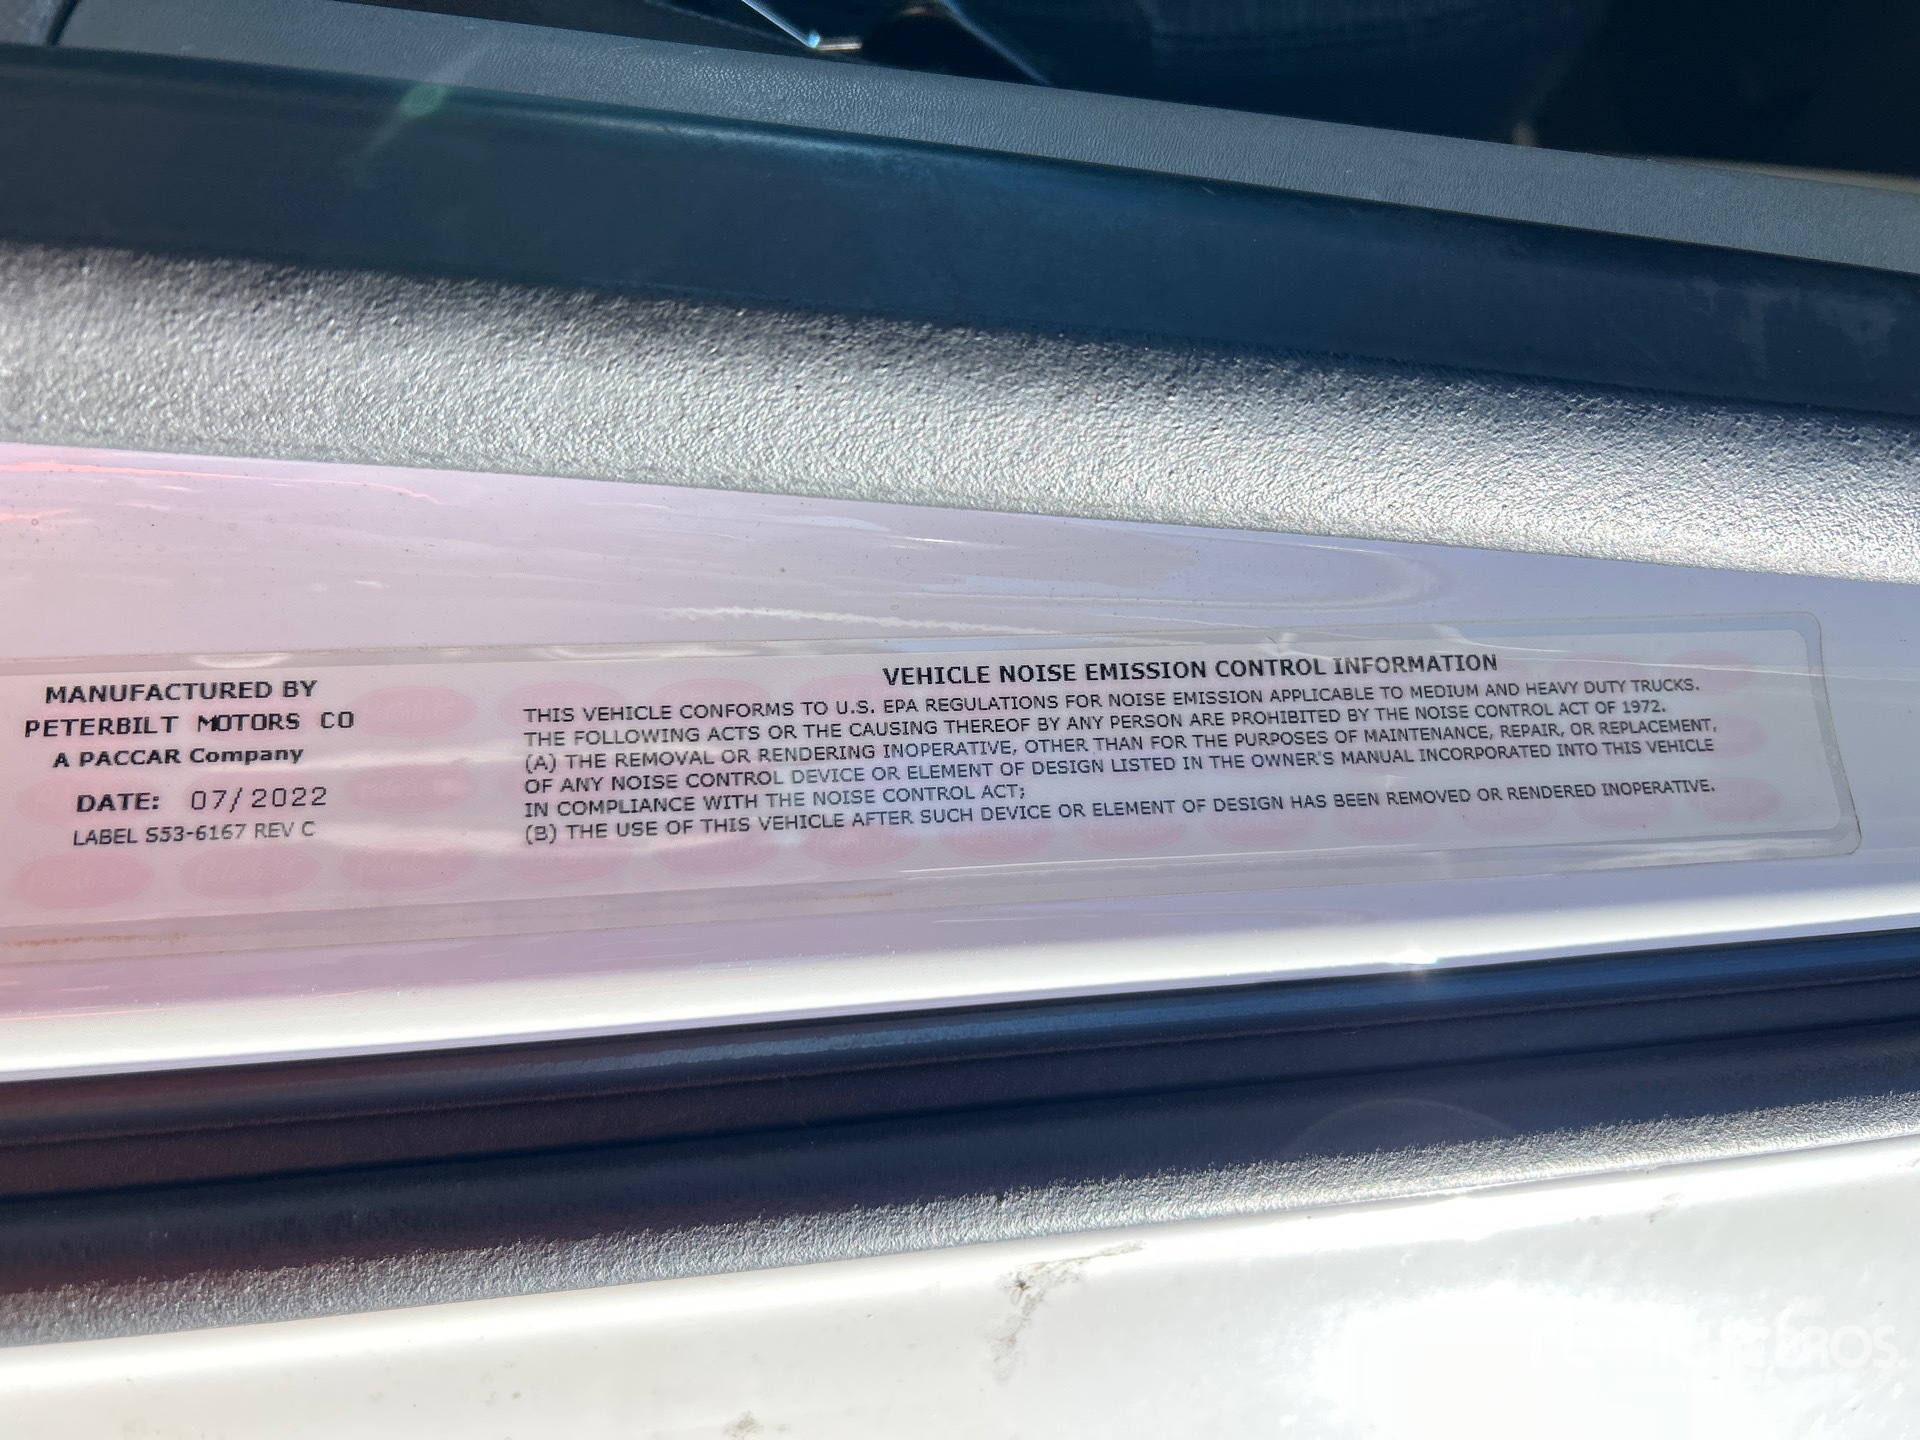 MANUFACTURED BY
PETERBILT MOTORS CO
A PACCAR Company
DATE: 07/2022
LABEL S53-6167 REV C
VEHICLE NOISE EMISSION CONTROL INFORMATION
THIS VEHICLE CONFORMS TO U.S. EPA REGULATIONS FOR NOISE EMISSION APPLICABLE TO MEDIUM AND HEAVY DUTY TRUCKS.
THE FOLLOWING ACTS OR THE CAUSING THEREOF BY ANY PERSON ARE PROHIBITED BY THE NOISE CONTROL ACT OF 1972.
(A) THE REMOVAL OR RENDERING INOPERATIVE, OTHER THAN FOR THE PURPOSES OF MAINTENANCE, REPAIR, OR REPLACEMENT,
OF ANY NOISE CONTROL DEVICE OR ELEMENT OF DESIGN LISTED IN THE OWNER'S MANUAL INCORPORATED INTO THIS VEHICLE
IN COMPLIANCE WITH THE NOISE CONTROL ACT;
(B) THE USE OF THIS VEHICLE AFTER SUCH DEVICE OR ELEMENT OF DESIGN HAS BEEN REMOVED OR RENDERED INOPERATIVE.